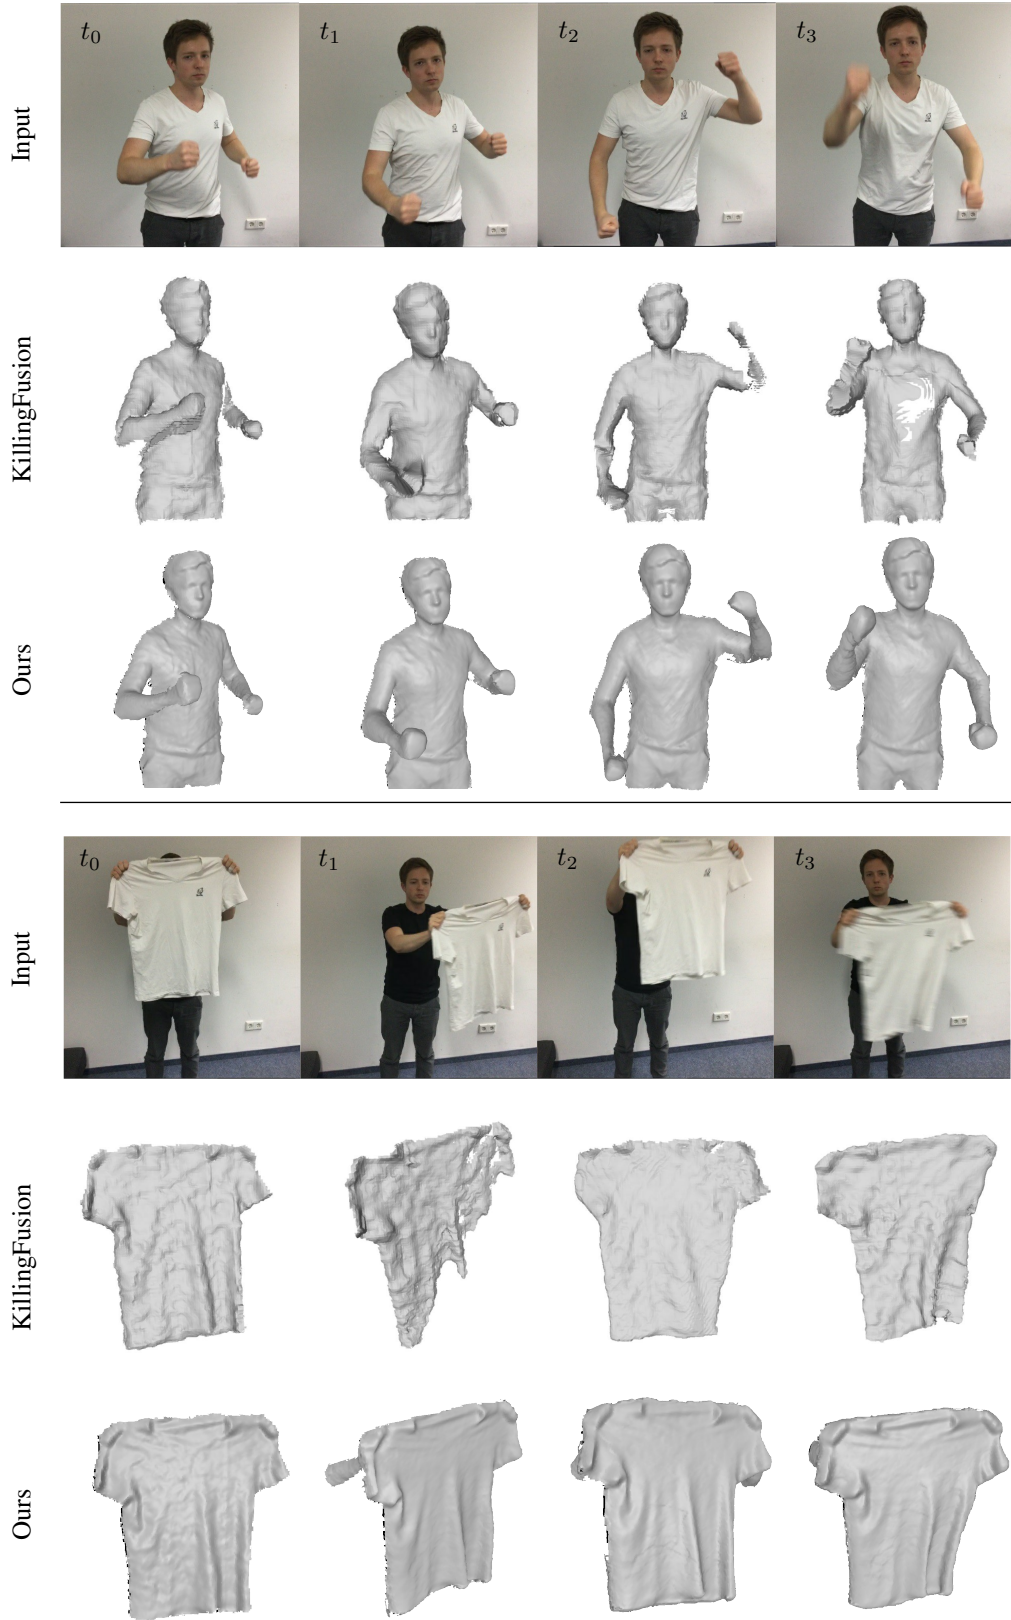 t₀ t₁ t₂ t₃
Input
KillingFusion
Ours
t₀ t₁ t₂ t₃
Input
KillingFusion
Ours